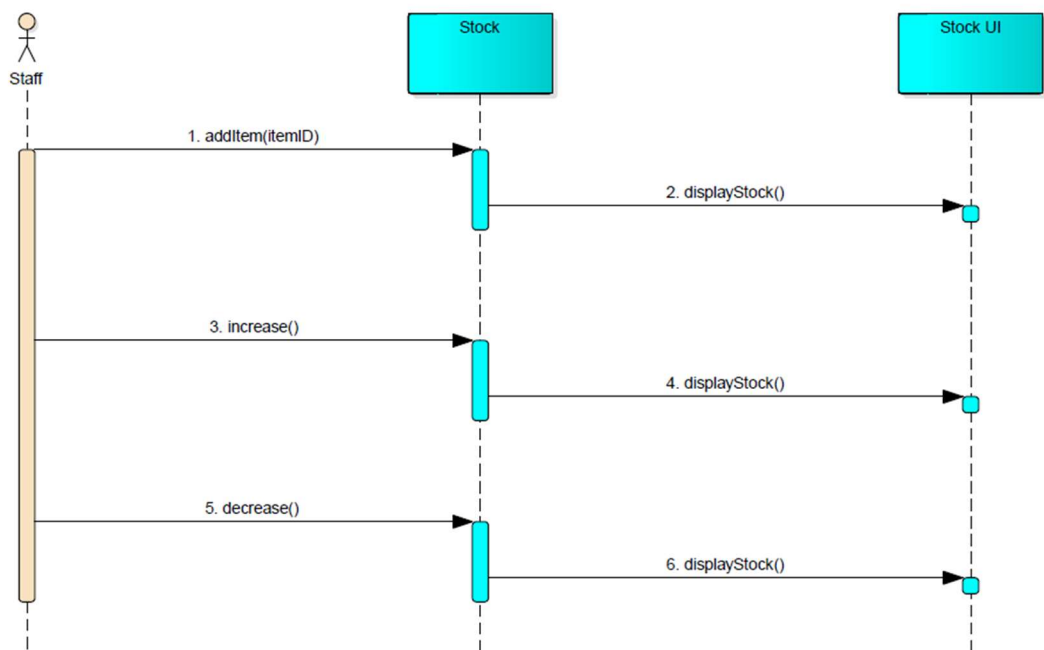 Stock
Stock UI
Staff
1. addItem(itemID)
2. displayStock()
3. increase()
4. displayStock()
5. decrease()
6. displayStock()